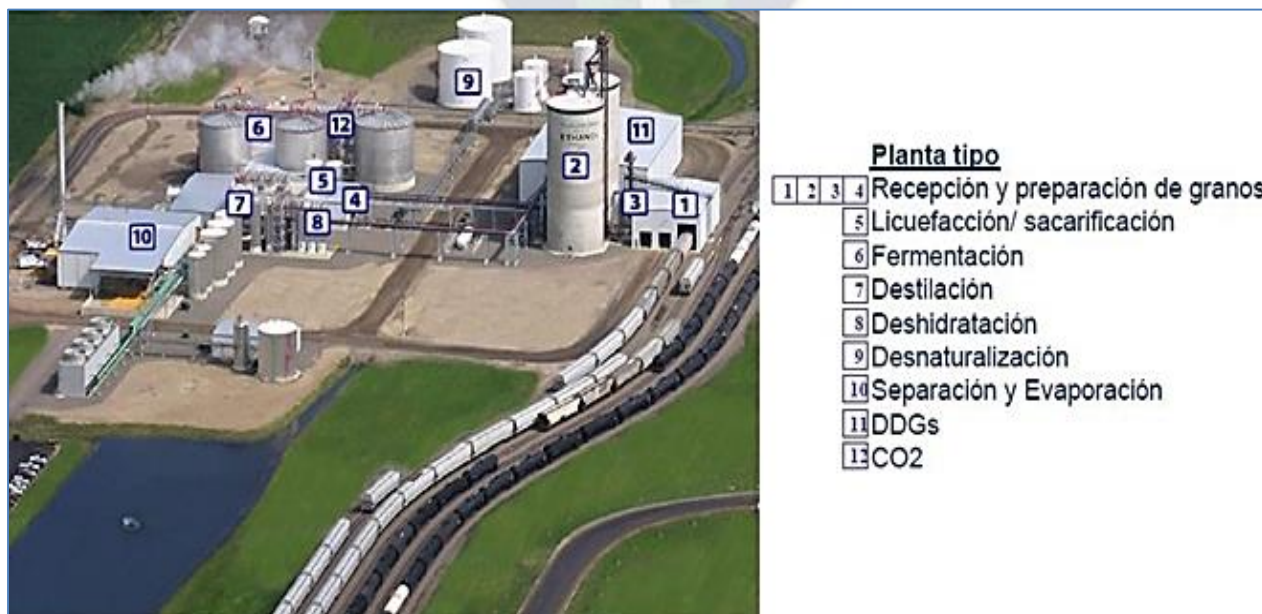 9
6
12
11
2
5
4
3
1
7
8
10
ETHANOL
Planta tipo
1 2 3 4 Recepción y preparación de granos
5 Licuefacción/ sacarificación
6 Fermentación
7 Destilación
8 Deshidratación
9 Desnaturalización
10 Separación y Evaporación
11 DDGs
12 CO2